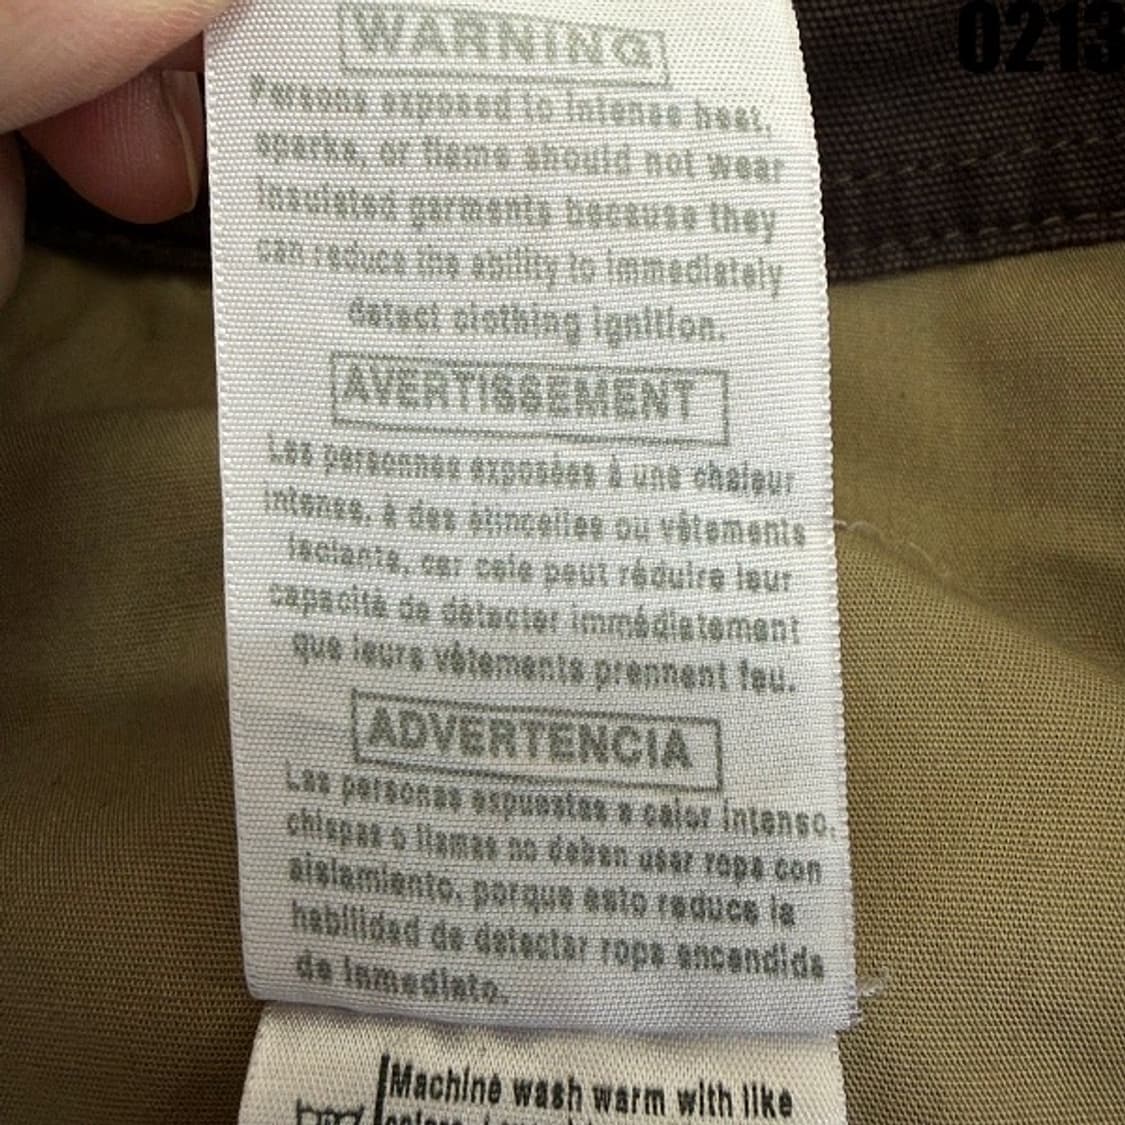 0213
WARNING
Persons exposed to intense heat,
sparks, or flame should not wear
insulated garments because they
can reduce the ability to immediately
detect clothing ignition.
AVERTISSEMENT
Les personnes exposées à une chaleur
intense, à des étincelles ou vêtements
isolants, car cele peut réduire leur
capacité de détecter immédiatement
que leurs vêtements prennent feu.
ADVERTENCIA
Las personas espuestas a calor intenso,
chispas o llamas no deben usar ropa con
aislamiento, porque esto reduce la
habilidad de detectar ropa encendida
de inmediato.
Machine wash warm with like